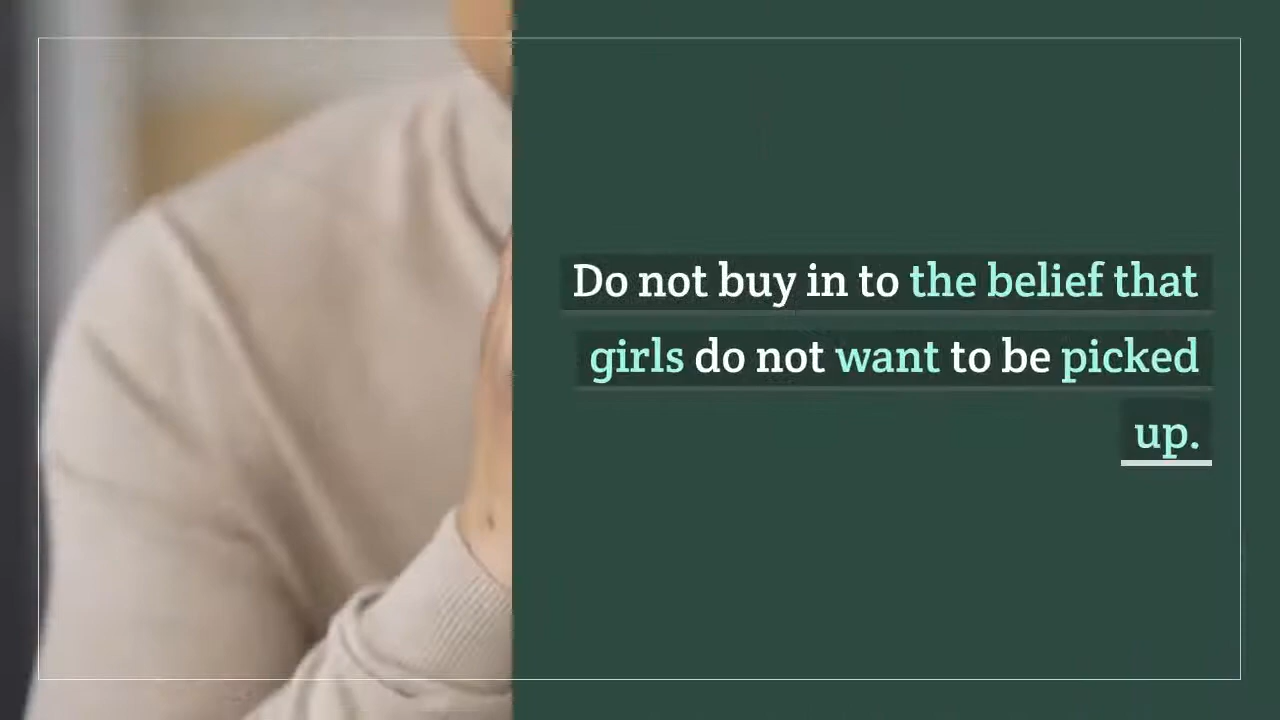 Do not buy in to the belief that
girls do not want to be picked
up.